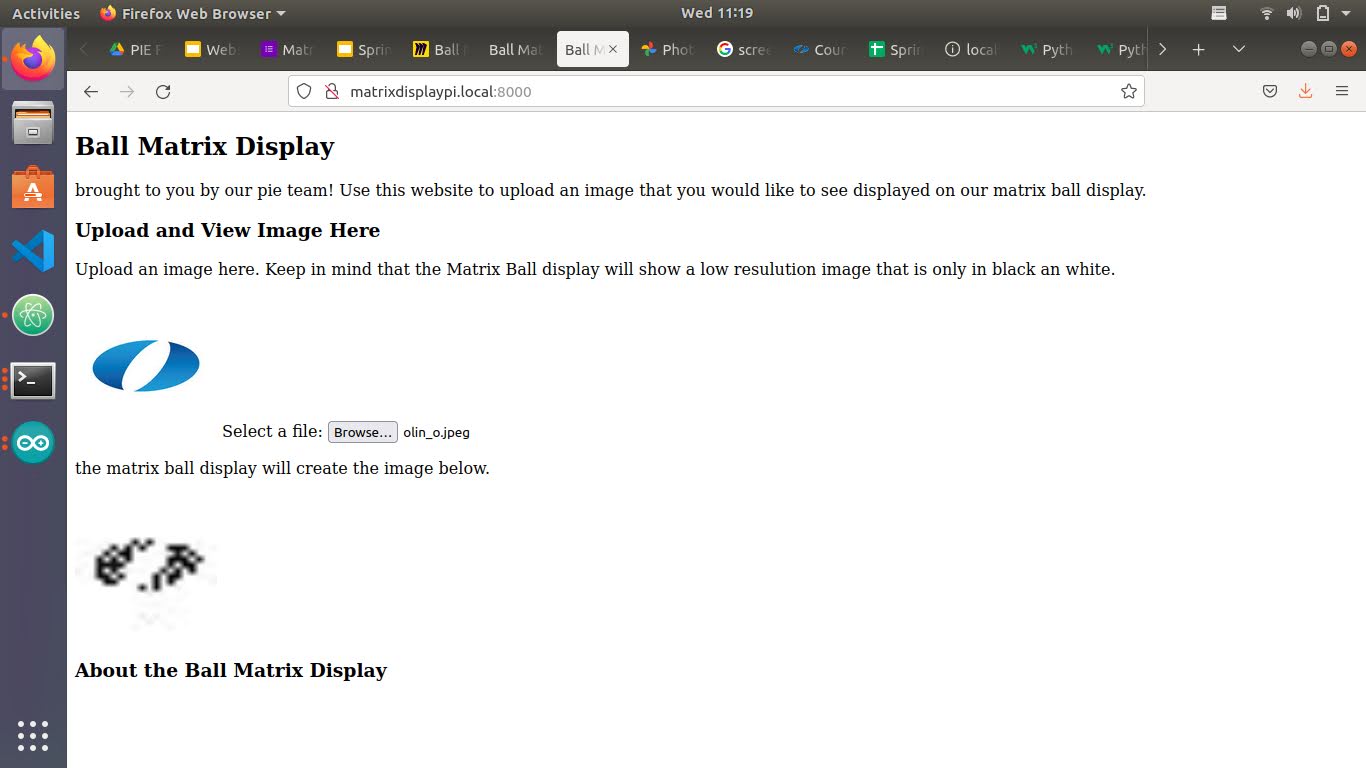 Activities Firefox Web Browser Wed 11:19
PIE F Web Matr Sprin Ball Ball Mat Ball M Phot scree Cour Sprin local Pyth Pyth
matrixdisplaypi.local:8000
Ball Matrix Display
brought to you by our pie team! Use this website to upload an image that you would like to see displayed on our matrix ball display.
Upload and View Image Here
Upload an image here. Keep in mind that the Matrix Ball display will show a low resulution image that is only in black an white.
Select a file: Browse... olin_o.jpeg
the matrix ball display will create the image below.
About the Ball Matrix Display